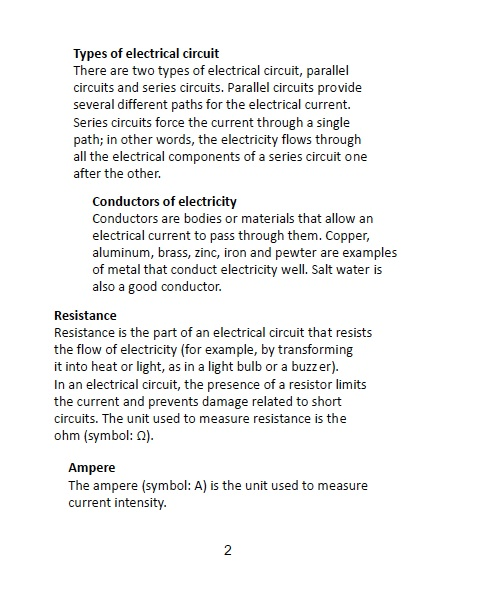 Types of electrical circuit
There are two types of electrical circuit, parallel
circuits and series circuits. Parallel circuits provide
several different paths for the electrical current.
Series circuits force the current through a single
path; in other words, the electricity flows through
all the electrical components of a series circuit one
after the other.
Conductors of electricity
Conductors are bodies or materials that allow an
electrical current to pass through them. Copper,
aluminum, brass, zinc, iron and pewter are examples
of metal that conduct electricity well. Salt water is
also a good conductor.
Resistance
Resistance is the part of an electrical circuit that resists
the flow of electricity (for example, by transforming
it into heat or light, as in a light bulb or a buzzer).
In an electrical circuit, the presence of a resistor limits
the current and prevents damage related to short
circuits. The unit used to measure resistance is the
ohm (symbol: Ω).
Ampere
The ampere (symbol: A) is the unit used to measure
current intensity.
2